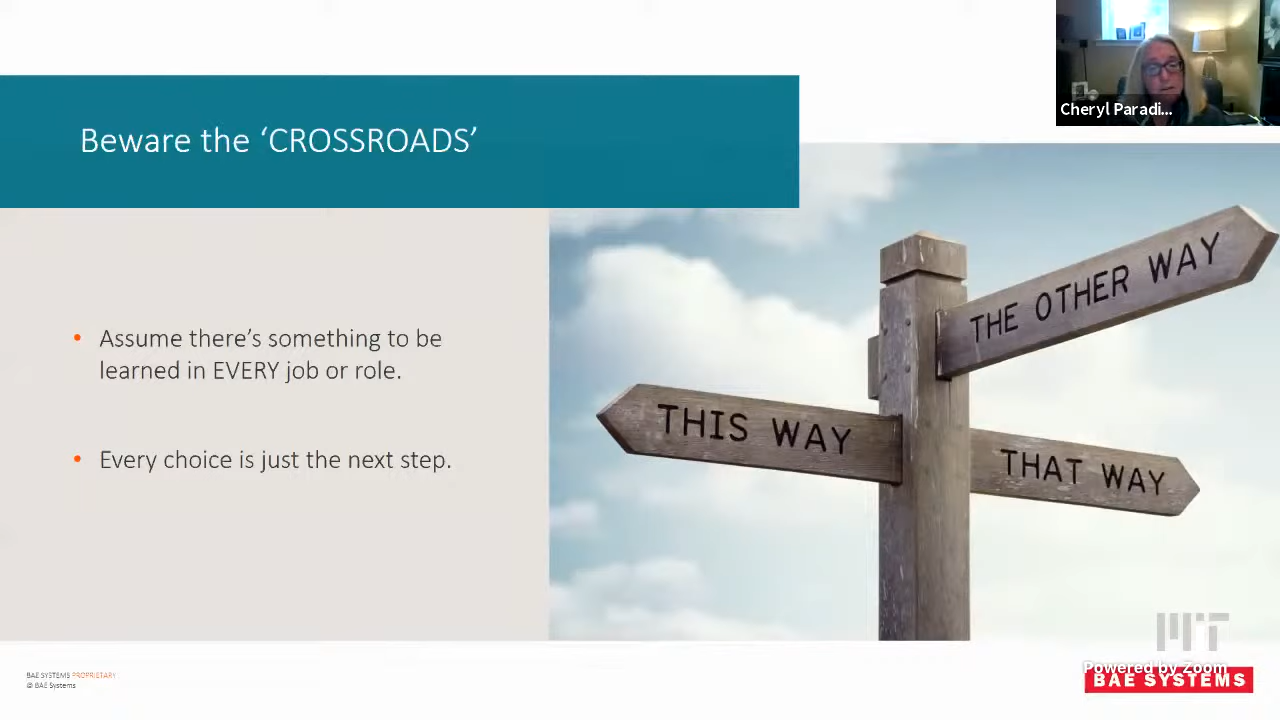 Cheryl Paradi...
Beware the ‘CROSSROADS’
Assume there’s something to be
learned in EVERY job or role.
Every choice is just the next step.
THE OTHER WAY
THIS WAY
THAT WAY
MIT
Powered by Zoom
BAE SYSTEMS
BAE SYSTEMS PROPRIETARY
@ BAE Systems